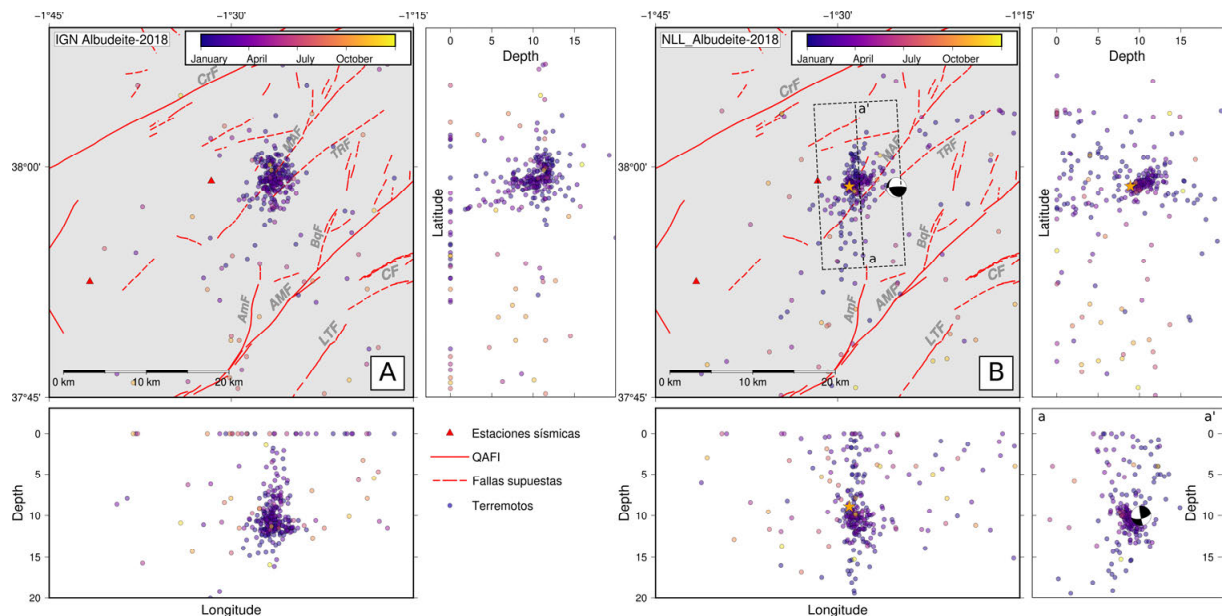 −1°45'
−1°30'
−1°15'
IGN Albudeite-2018
January April July October
CrF
MAF
TRF
BqF
CF
AmF
AMF
LTF
0 km 10 km 20 km
A
0 5 10 15
Depth
Latitude
38°00'
37°45'
−1°45'
−1°30'
−1°15'
NLL_Albudeite-2018
January April July October
CrF
a'
MAF
TRF
BqF
a
CF
AmF
AMF
LTF
0 km 10 km 20 km
B
0 5 10 15
Depth
Latitude
38°00'
37°45'
0
5
10
15
20
Depth
Longitude
Estaciones sísmicas
QAFI
Fallas supuestas
Terremotos
0
5
10
15
20
Depth
Longitude
a a'
0
5
10
15
20
Depth